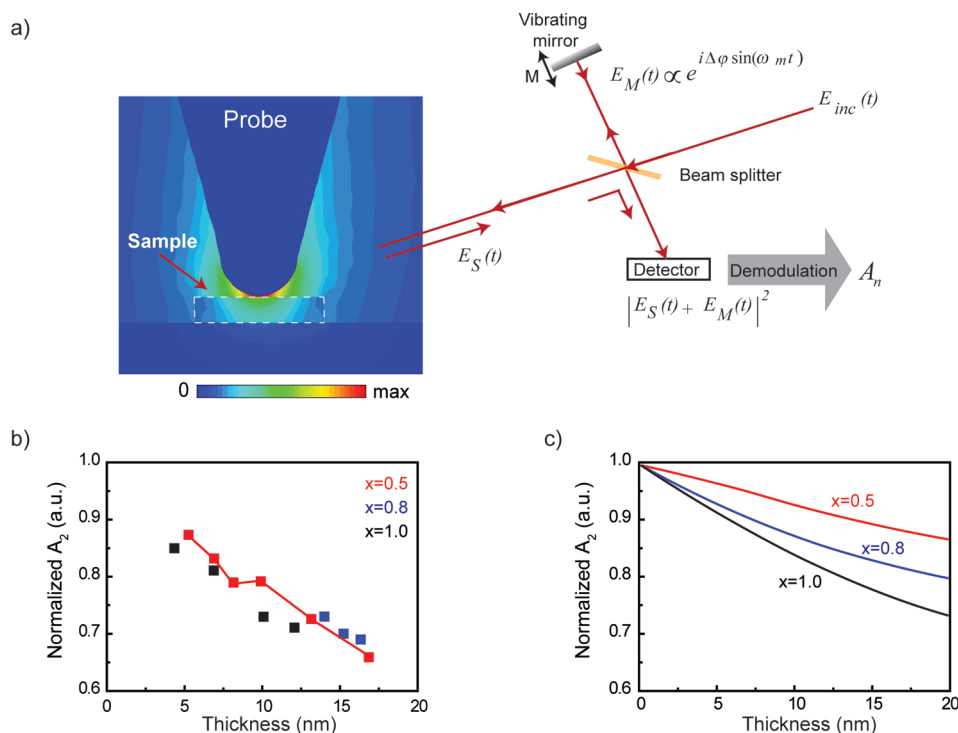 a)
Vibrating
mirror
M
E_M(t) ∝ e^{iΔφ sin(ω_m t)}
E_inc(t)
Probe
Beam splitter
Sample
E_S(t)
Detector
Demodulation
A_n
|E_S(t) + E_M(t)|^2
0
max
b)
1.0
0.9
0.8
0.7
0.6
Normalized A_2 (a.u.)
x=0.5
x=0.8
x=1.0
0
5
10
15
20
Thickness (nm)
c)
1.0
0.9
0.8
0.7
0.6
Normalized A_2 (a.u.)
x=0.5
x=0.8
x=1.0
0
5
10
15
20
Thickness (nm)